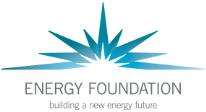 ENERGY FOUNDATION
building a new energy future